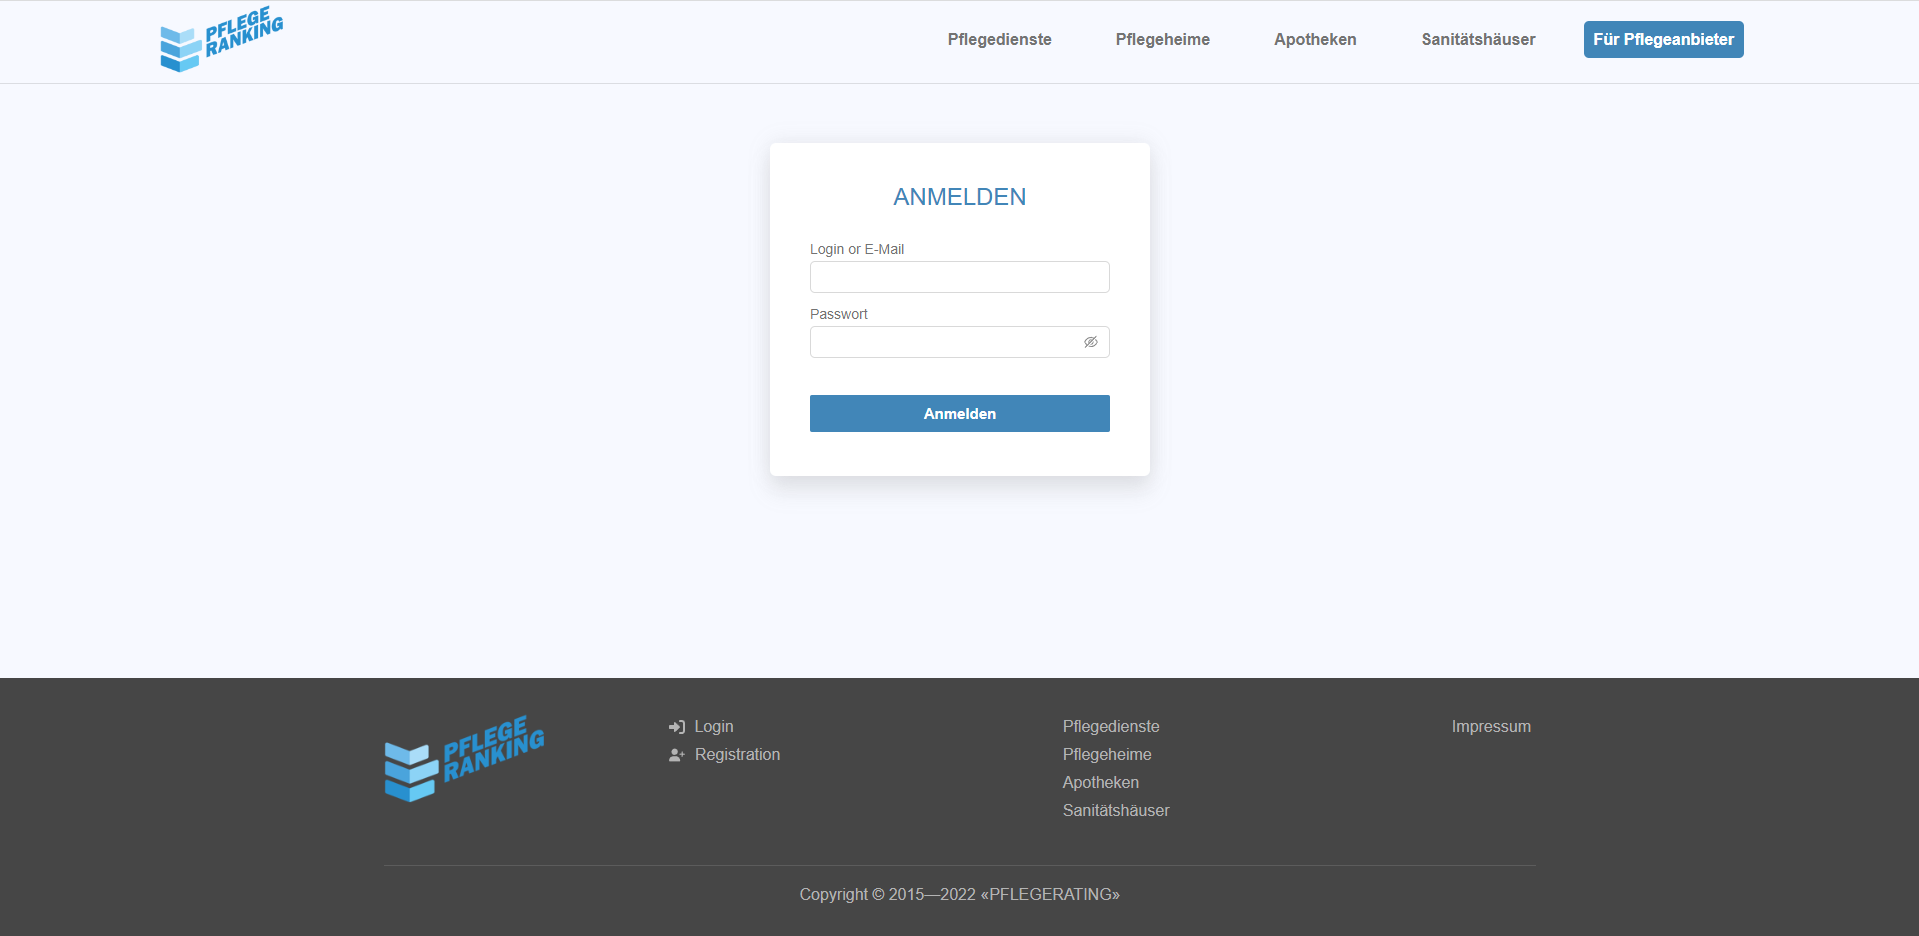 PFLEGE
RANKING
Pflegedienste
Pflegeheime
Apotheken
Sanitätshäuser
Für Pflegeanbieter
ANMELDEN
Login or E-Mail
Passwort
Anmelden
PFLEGE
RANKING
Login
Registration
Pflegedienste
Pflegeheime
Apotheken
Sanitätshäuser
Impressum
Copyright © 2015—2022 «PFLEGERATING»